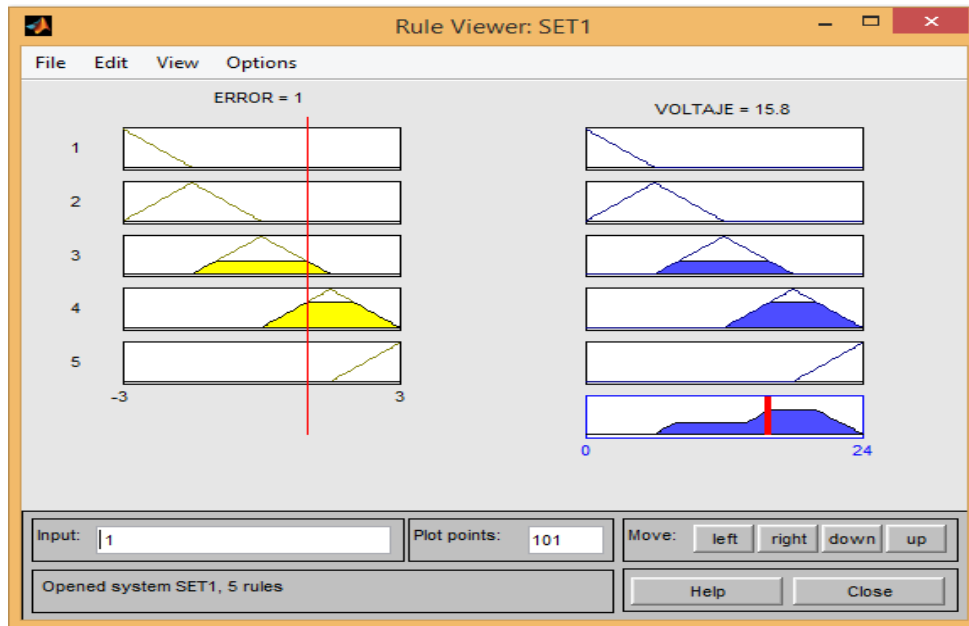 Rule Viewer: SET1
File Edit View Options
ERROR = 1
VOLTAJE = 15.8
1
2
3
4
5
-3 3
0 24
Input: 1
Plot points: 101
Move: left right down up
Opened system SET1, 5 rules
Help Close